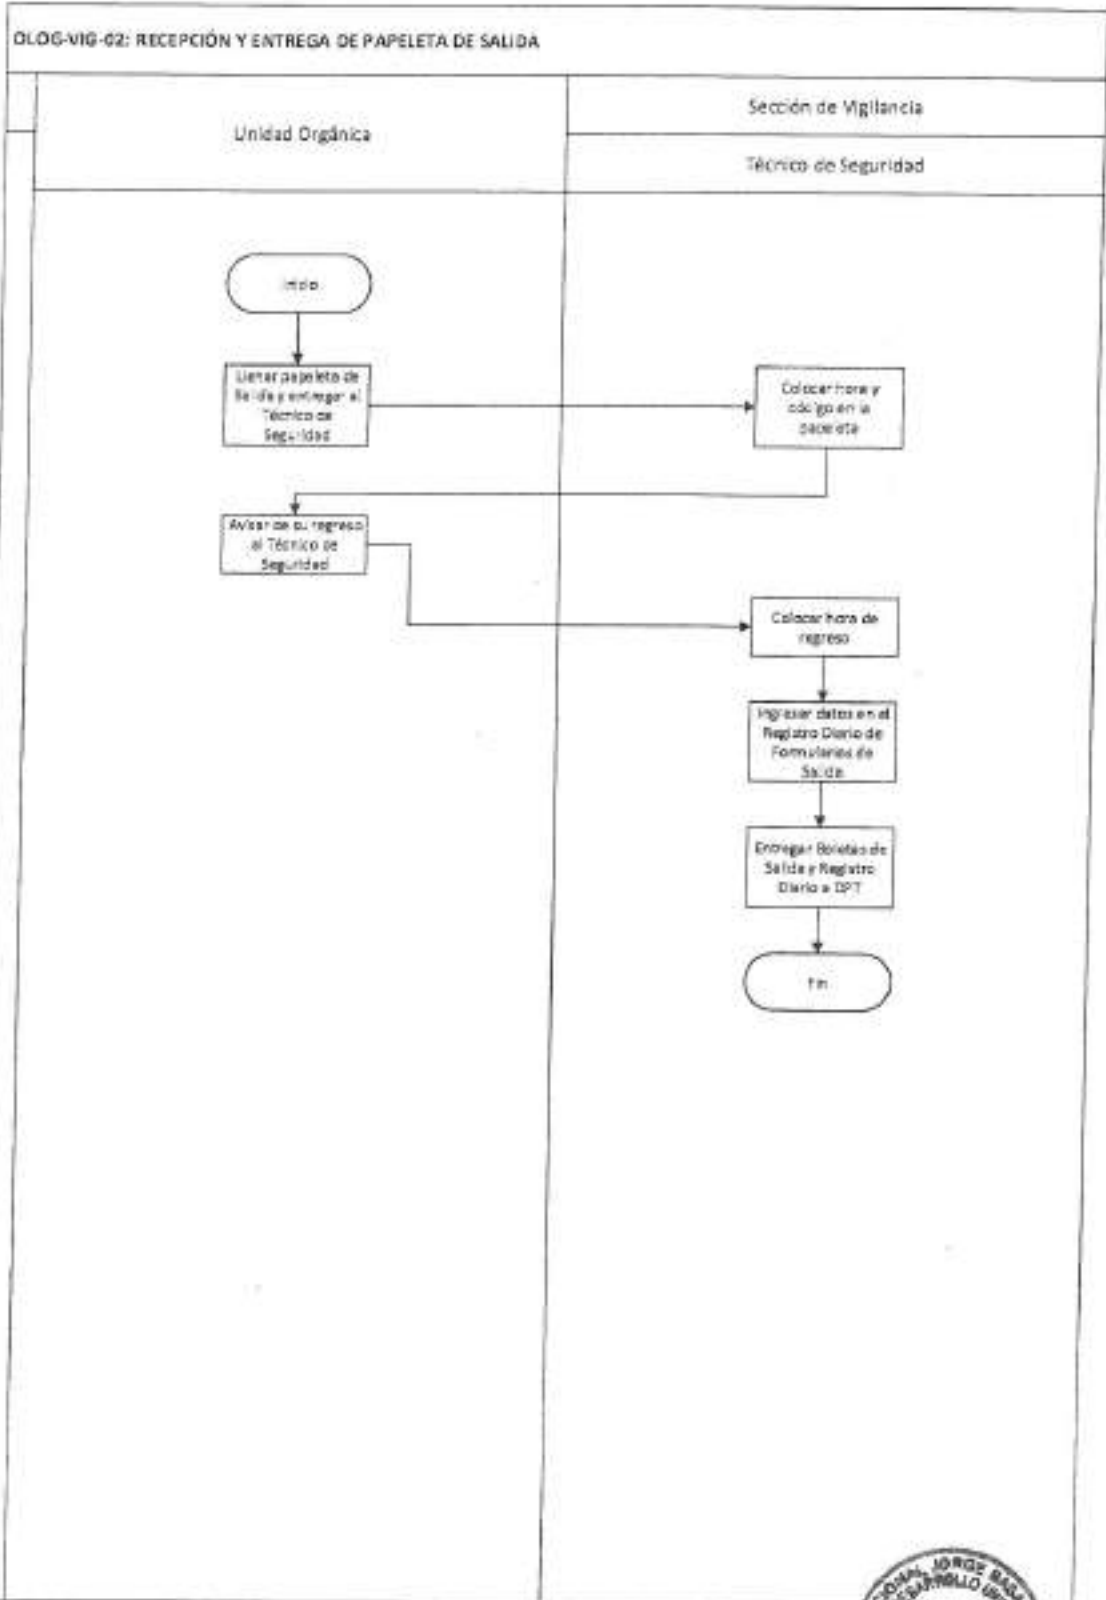 OLOG-VIG-02: RECEPCIÓN Y ENTREGA DE PAPELETA DE SALIDA
Unidad Orgánica
Sección de Vigilancia
Técnico de Seguridad
Inicio
Llenar papeleta de
Salida y entregar al
Técnico de
Seguridad
Colocar hora y
código en la
papeleta
Avisar de su regreso
al Técnico de
Seguridad
Colocar hora de
regreso
Ingresar datos en el
Registro Diario de
Formularios de
Salida
Entregar Boletas de
Salida y Registro
Diario a DPT
Fin
JORGE